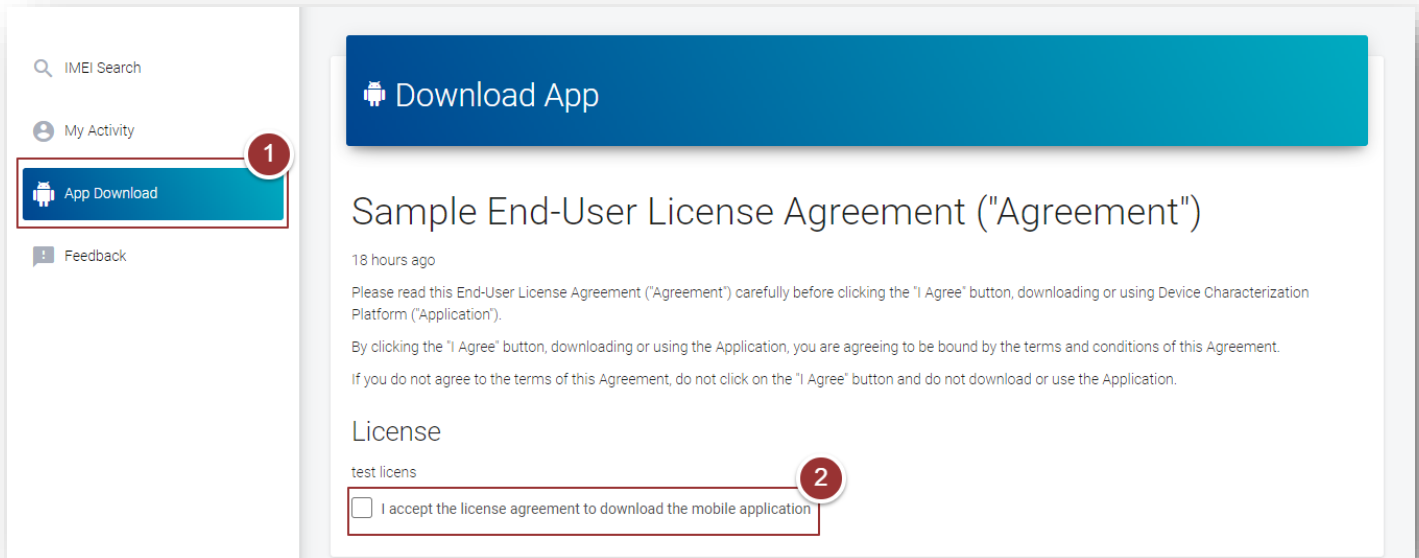 IMEI Search
My Activity
1
App Download
Feedback
Download App
Sample End-User License Agreement ("Agreement")
18 hours ago
Please read this End-User License Agreement ("Agreement") carefully before clicking the "I Agree" button, downloading or using Device Characterization
Platform ("Application").
By clicking the "I Agree" button, downloading or using the Application, you are agreeing to be bound by the terms and conditions of this Agreement.
If you do not agree to the terms of this Agreement, do not click on the "I Agree" button and do not download or use the Application.
License
test licens
2
I accept the license agreement to download the mobile application